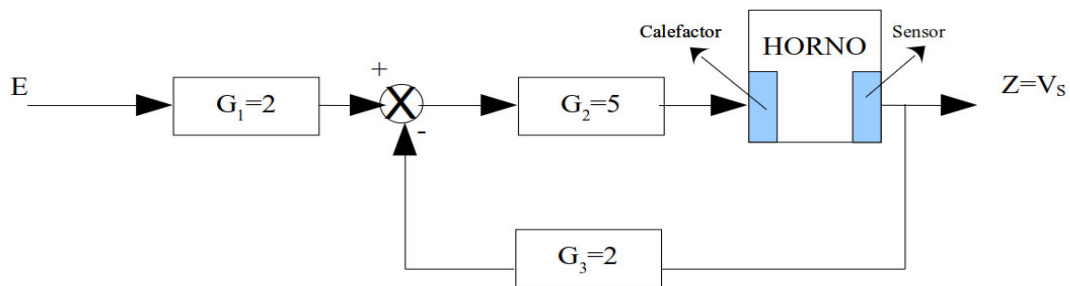 Calefactor
Sensor
HORNO
E
+
G₁=2
X
-
G₂=5
Z=Vₛ
G₃=2